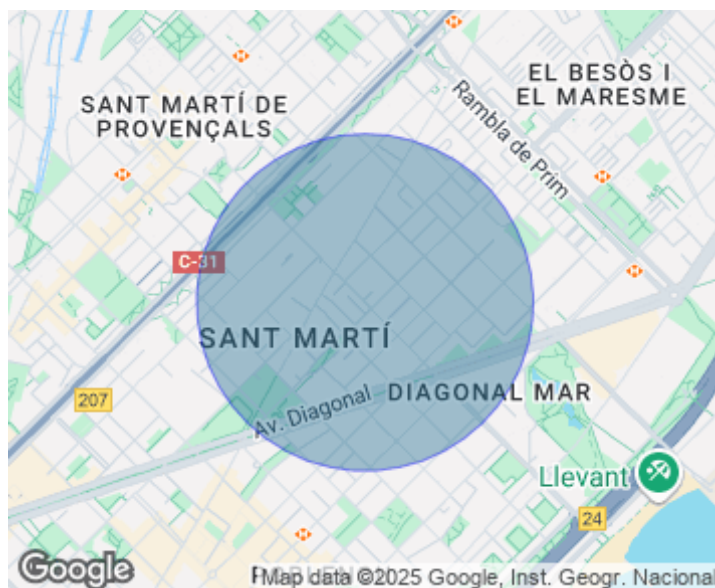 EL BESÒS I
EL MARESME
SANT MARTÍ DE
PROVENÇALS
Rambla de Prim
C-31
SANT MARTÍ
207
Av. Diagonal
DIAGONAL MAR
Llevant
24
Google
Map data ©2025 Google, Inst. Geogr. Nacional